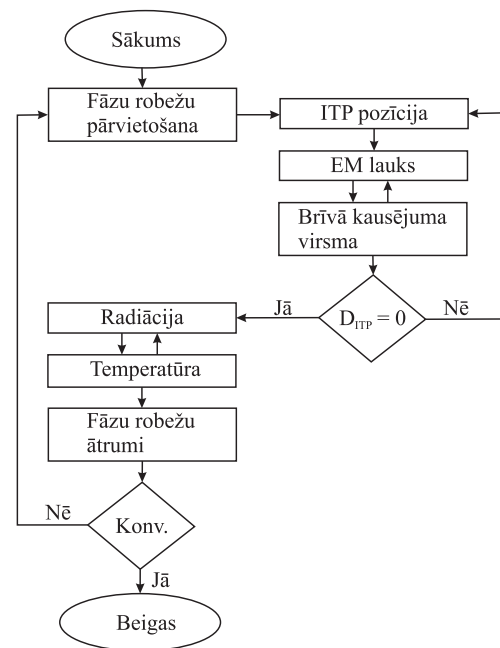 Sākums
Fāzu robežu
pārvietošana
ITP pozīcija
EM lauks
Brīvā kausējuma
virsma
D_ITP = 0
Jā
Nē
Radiācija
Temperatūra
Fāzu robežu
ātrumi
Nē
Konv.
Jā
Beigas